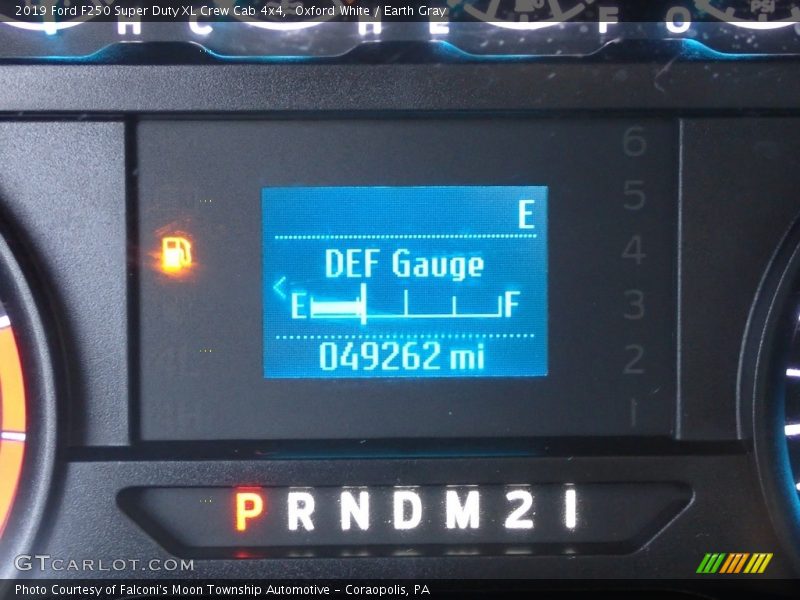 2019 Ford F250 Super Duty XL Crew Cab 4x4, Oxford White / Earth Gray
H C H E F O PSI
6
E
5
DEF Gauge
4
E F
3
049262 mi
2
1
P R N D M 2 1
GTCARLOT.COM
Photo Courtesy of Falconi's Moon Township Automotive - Coraopolis, PA